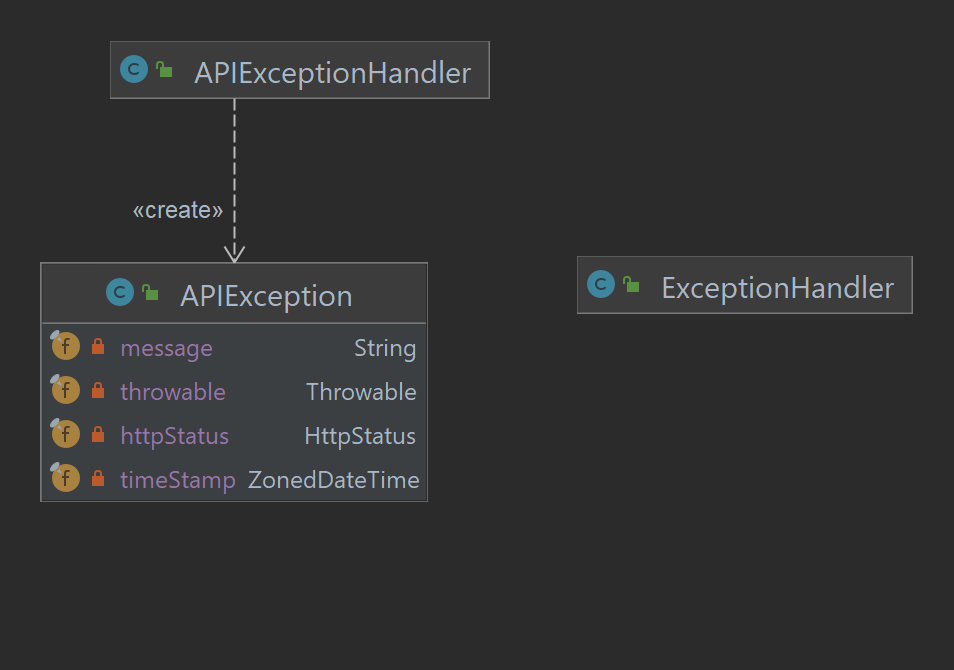 C APIExceptionHandler
«create»
C APIException
f message String
f throwable Throwable
f httpStatus HttpStatus
f timeStamp ZonedDateTime
C ExceptionHandler